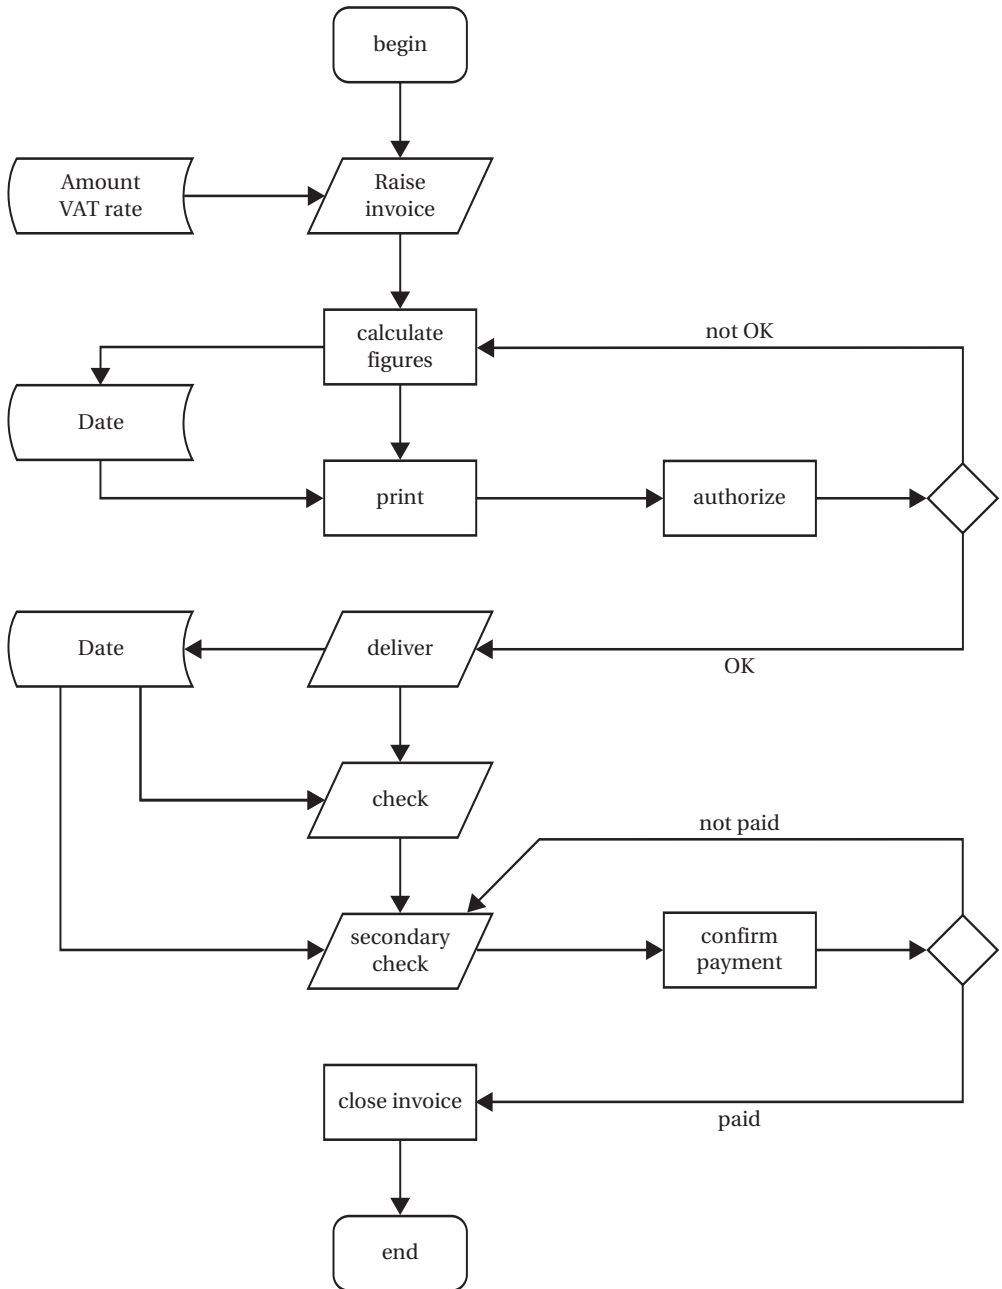 begin
Amount
VAT rate
Raise
invoice
calculate
figures
not OK
Date
print
authorize
Date
deliver
OK
check
not paid
secondary
check
confirm
payment
close invoice
paid
end